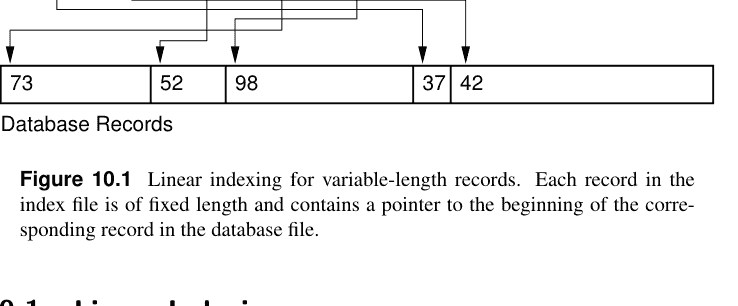 73 52 98 37 42
Database Records
Figure 10.1 Linear indexing for variable-length records. Each record in the
index file is of fixed length and contains a pointer to the beginning of the corre-
sponding record in the database file.